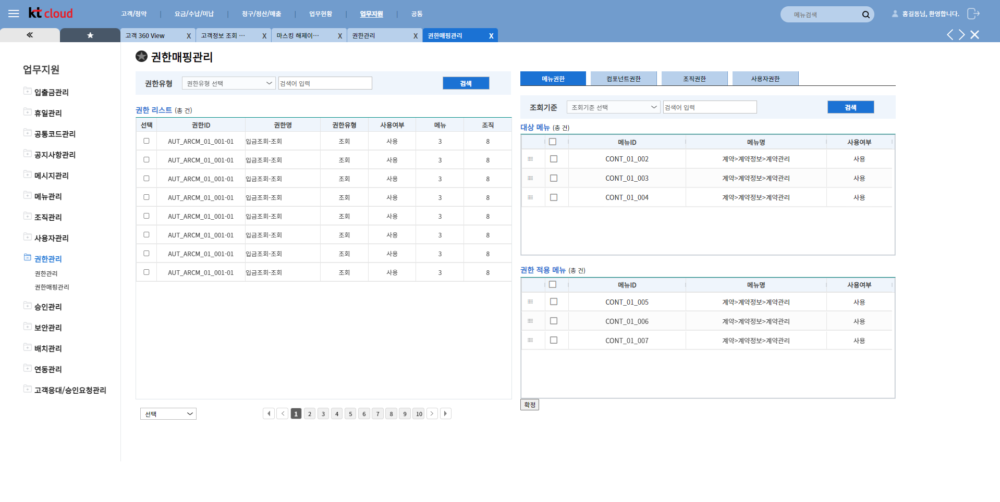 kt cloud
고객/청약 | 요금/수납/미납 | 청구/정산/매출 | 업무현황 | 업무지원 | 공통
메뉴검색
홍길동님, 환영합니다.
고객 360 View X
고객정보 조회 ··· X
마스킹 해제이··· X
권한관리 X
권한매핑관리 X
업무지원
입출금관리
휴일관리
공통코드관리
공지사항관리
메시지관리
메뉴관리
조직관리
사용자관리
권한관리
권한관리
권한매핑관리
승인관리
보안관리
배치관리
연동관리
고객응대/승인요청관리
권한매핑관리
권한유형 권한유형 선택 검색어 입력 검색
권한 리스트 (총 건)
선택 권한ID 권한명 권한유형 사용여부 메뉴 조직
AUT_ARCM_01_001-01 입금조회-조회 조회 사용 3 8
AUT_ARCM_01_001-01 입금조회-조회 조회 사용 3 8
AUT_ARCM_01_001-01 입금조회-조회 조회 사용 3 8
AUT_ARCM_01_001-01 입금조회-조회 조회 사용 3 8
AUT_ARCM_01_001-01 입금조회-조회 조회 사용 3 8
AUT_ARCM_01_001-01 입금조회-조회 조회 사용 3 8
AUT_ARCM_01_001-01 입금조회-조회 조회 사용 3 8
AUT_ARCM_01_001-01 입금조회-조회 조회 사용 3 8
선택
1 2 3 4 5 6 7 8 9 10
메뉴권한 컴포넌트권한 조직권한 사용자권한
조회기준 조회기준 선택 검색어 입력 검색
대상 메뉴 (총 건)
메뉴ID 메뉴명 사용여부
CONT_01_002 계약>계약정보>계약관리 사용
CONT_01_003 계약>계약정보>계약관리 사용
CONT_01_004 계약>계약정보>계약관리 사용
권한 적용 메뉴 (총 건)
메뉴ID 메뉴명 사용여부
CONT_01_005 계약>계약정보>계약관리 사용
CONT_01_006 계약>계약정보>계약관리 사용
CONT_01_007 계약>계약정보>계약관리 사용
확정